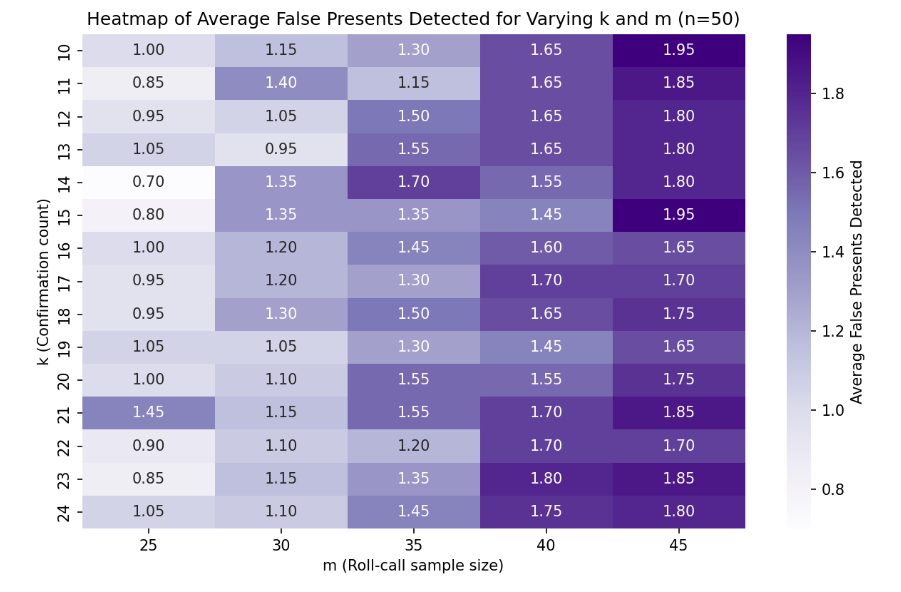 Heatmap of Average False Presents Detected for Varying k and m (n=50)
10 1.00 1.15 1.30 1.65 1.95
11 0.85 1.40 1.15 1.65 1.85
12 0.95 1.05 1.50 1.65 1.80
13 1.05 0.95 1.55 1.65 1.80
14 0.70 1.35 1.70 1.55 1.80
15 0.80 1.35 1.35 1.45 1.95
16 1.00 1.20 1.45 1.60 1.65
17 0.95 1.20 1.30 1.70 1.70
18 0.95 1.30 1.50 1.65 1.75
19 1.05 1.05 1.30 1.45 1.65
20 1.00 1.10 1.55 1.55 1.75
21 1.45 1.15 1.55 1.70 1.85
22 0.90 1.10 1.20 1.70 1.70
23 0.85 1.15 1.35 1.80 1.85
24 1.05 1.10 1.45 1.75 1.80
25 30 35 40 45
m (Roll-call sample size)
k (Confirmation count)
1.8
1.6
1.4
1.2
1.0
0.8
Average False Presents Detected